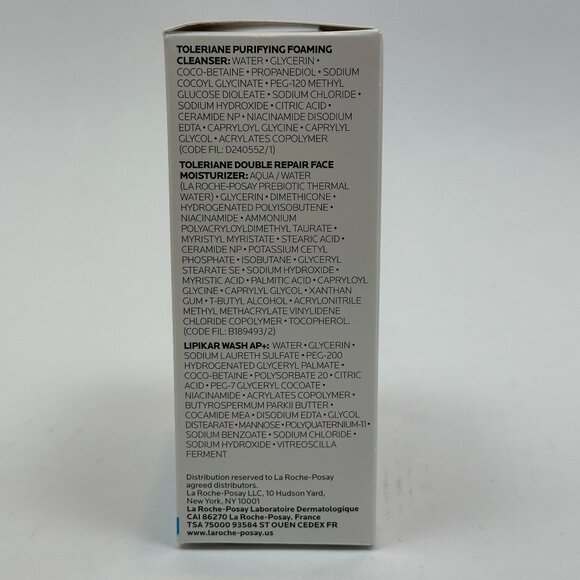 TOLERIANE PURIFYING FOAMING
CLEANSER: WATER • GLYCERIN •
COCO-BETAINE • PROPANEDIOL • SODIUM
COCOYL GLYCINATE • PEG-120 METHYL
GLUCOSE DIOLEATE • SODIUM CHLORIDE •
SODIUM HYDROXIDE • CITRIC ACID •
CERAMIDE NP • NIACINAMIDE DISODIUM
EDTA • CAPRYLOYL GLYCINE • CAPRYLYL
GLYCOL • ACRYLATES COPOLYMER
(CODE FIL: D240552/1)
TOLERIANE DOUBLE REPAIR FACE
MOISTURIZER: AQUA / WATER
(LA ROCHE-POSAY PREBIOTIC THERMAL
WATER) • GLYCERIN • DIMETHICONE •
HYDROGENATED POLYISOBUTENE •
NIACINAMIDE • AMMONIUM
POLYACRYLOYLDIMETHYL TAURATE •
MYRISTYL MYRISTATE • STEARIC ACID •
CERAMIDE NP • POTASSIUM CETYL
PHOSPHATE • ISOBUTANE • GLYCERYL
STEARATE SE • SODIUM HYDROXIDE •
MYRISTIC ACID • PALMITIC ACID • CAPRYLOYL
GLYCINE • CAPRYLYL GLYCOL • XANTHAN
GUM • T-BUTYL ALCOHOL • ACRYLONITRILE
METHYL METHACRYLATE VINYLIDENE
CHLORIDE COPOLYMER • TOCOPHEROL.
(CODE FIL: B189493/2)
LIPIKAR WASH AP+: WATER • GLYCERIN •
SODIUM LAURETH SULFATE • PEG-200
HYDROGENATED GLYCERYL PALMATE •
COCO-BETAINE • POLYSORBATE 20 • CITRIC
ACID • PEG-7 GLYCERYL COCOATE •
NIACINAMIDE • ACRYLATES COPOLYMER •
BUTYROSPERMUM PARKII BUTTER •
COCAMIDE MEA • DISODIUM EDTA • GLYCOL
DISTEARATE • MANNOSE • POLYQUATERNIUM-11 •
SODIUM BENZOATE • SODIUM CHLORIDE •
SODIUM HYDROXIDE • VITREOSCILLA
FERMENT
Distribution reserved to La Roche-Posay
agreed distributors.
La Roche-Posay LLC, 10 Hudson Yard,
New York, NY 10001
La Roche-Posay Laboratoire Dermatologique
CAI 86270 La Roche-Posay. France
TSA 75000 93584 ST OUEN CEDEX FR
www.laroche-posay.us